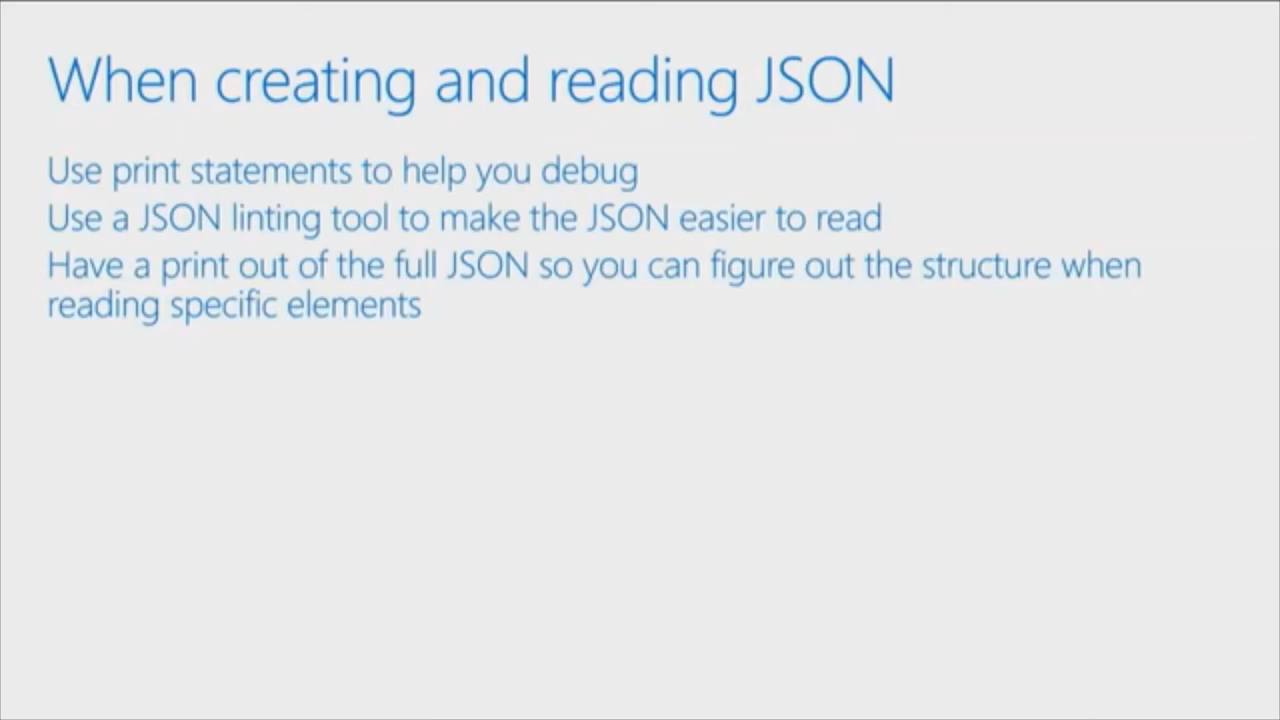 When creating and reading JSON
Use print statements to help you debug
Use a JSON linting tool to make the JSON easier to read
Have a print out of the full JSON so you can figure out the structure when
reading specific elements